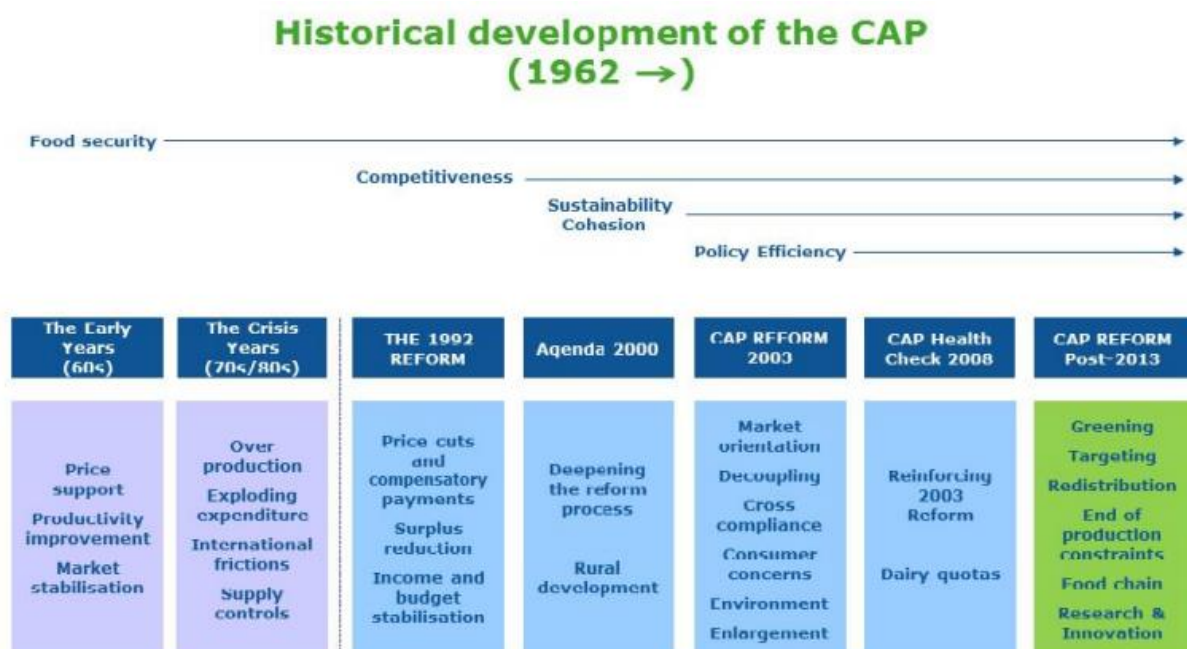 Historical development of the CAP
(1962 →)
Food security
Competitiveness
Sustainability
Cohesion
Policy Efficiency
The Early
Years
(60s)
Price
support
Productivity
improvement
Market
stabilisation
The Crisis
Years
(70s/80s)
Over
production
Exploding
expenditure
International
frictions
Supply
controls
THE 1992
REFORM
Price cuts
and
compensatory
payments
Surplus
reduction
Income and
budget
stabilisation
Agenda 2000
Deepening
the reform
process
Rural
development
CAP REFORM
2003
Market
orientation
Decoupling
Cross
compliance
Consumer
concerns
Environment
Enlargement
CAP Health
Check 2008
Reinforcing
2003
Reform
Dairy quotas
CAP REFORM
Post-2013
Greening
Targeting
Redistribution
End of
production
constraints
Food chain
Research &
Innovation